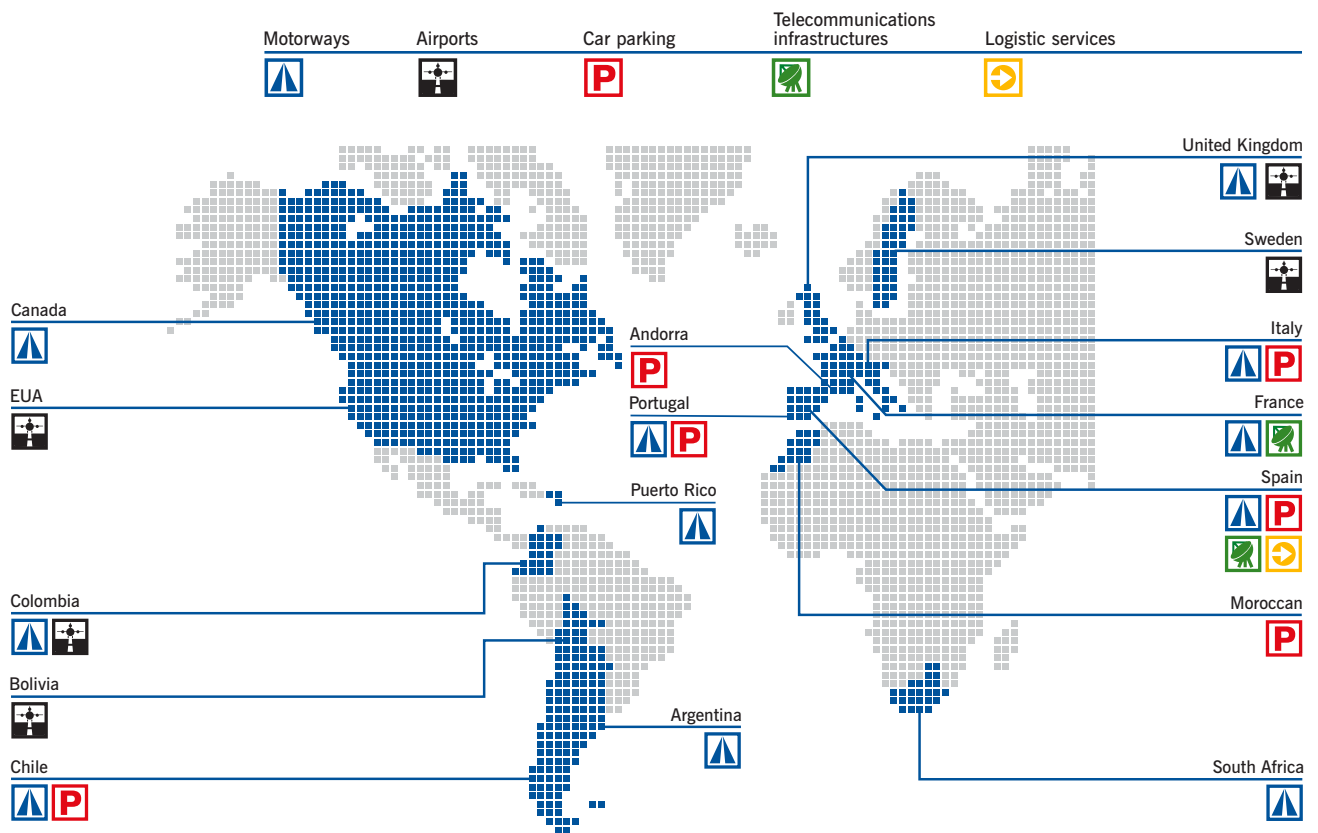 Motorways
Airports
Car parking
Telecommunications
infrastructures
Logistic services
P
United Kingdom
Sweden
Canada
Andorra
P
Italy
P
EUA
Portugal
P
France
Spain
P
Puerto Rico
Colombia
Moroccan
P
Bolivia
Argentina
Chile
P
South Africa